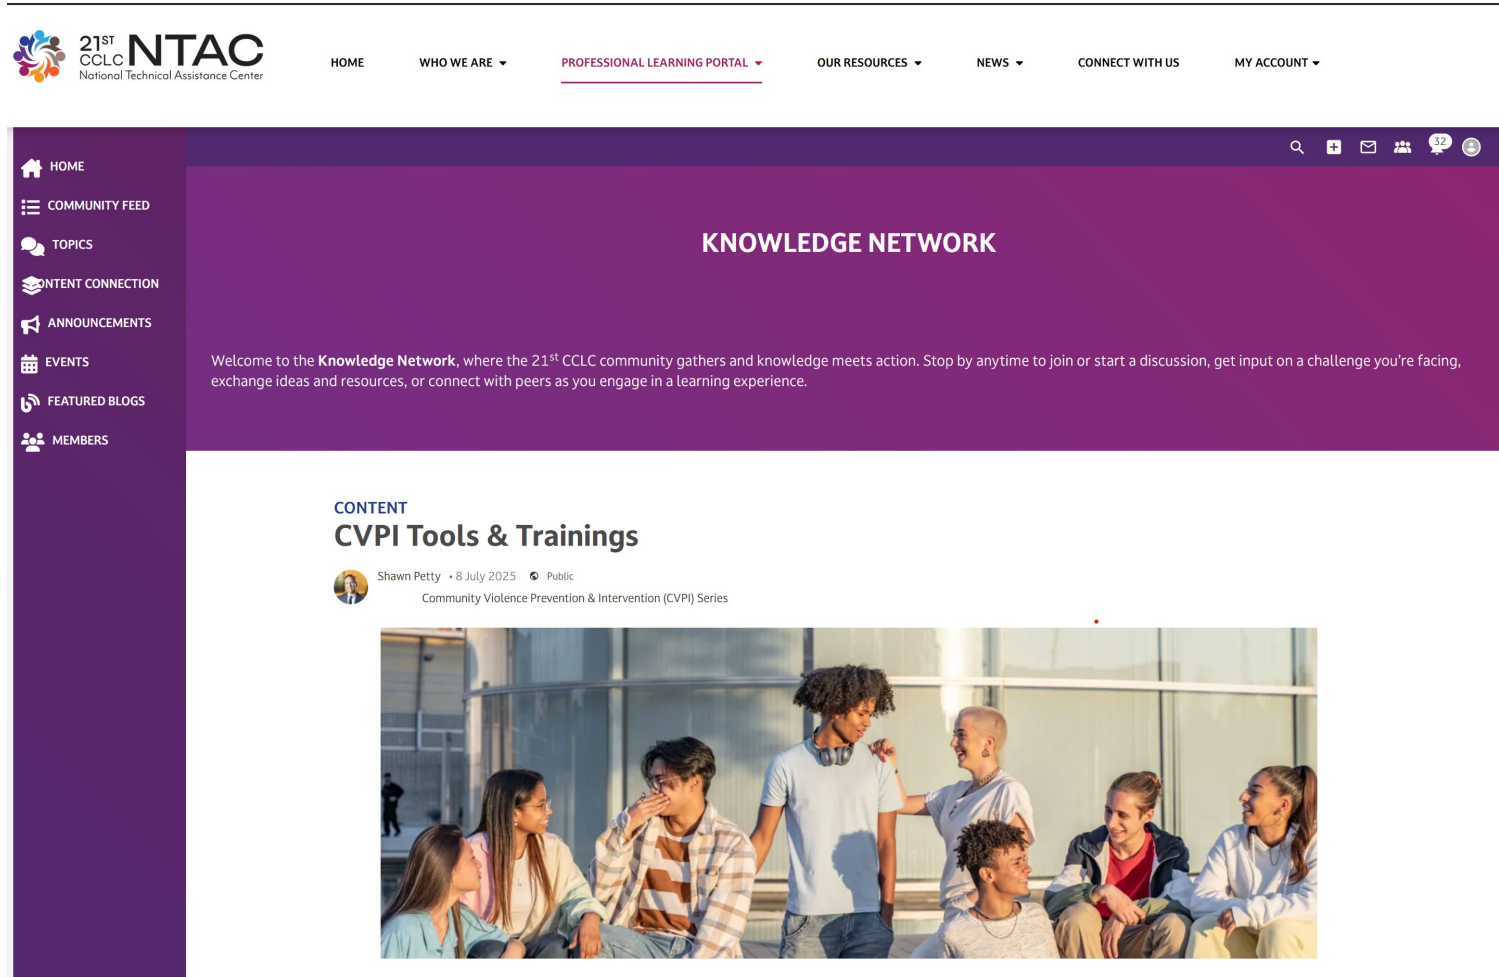 21ST CCLC NTAC
National Technical Assistance Center
HOME
WHO WE ARE
PROFESSIONAL LEARNING PORTAL
OUR RESOURCES
NEWS
CONNECT WITH US
MY ACCOUNT
32
HOME
COMMUNITY FEED
TOPICS
ONTENT CONNECTION
ANNOUNCEMENTS
EVENTS
FEATURED BLOGS
MEMBERS
KNOWLEDGE NETWORK
Welcome to the Knowledge Network, where the 21st CCLC community gathers and knowledge meets action. Stop by anytime to join or start a discussion, get input on a challenge you're facing,
exchange ideas and resources, or connect with peers as you engage in a learning experience.
CONTENT
CVPI Tools & Trainings
Shawn Petty • 8 July 2025 Public
Community Violence Prevention & Intervention (CVPI) Series